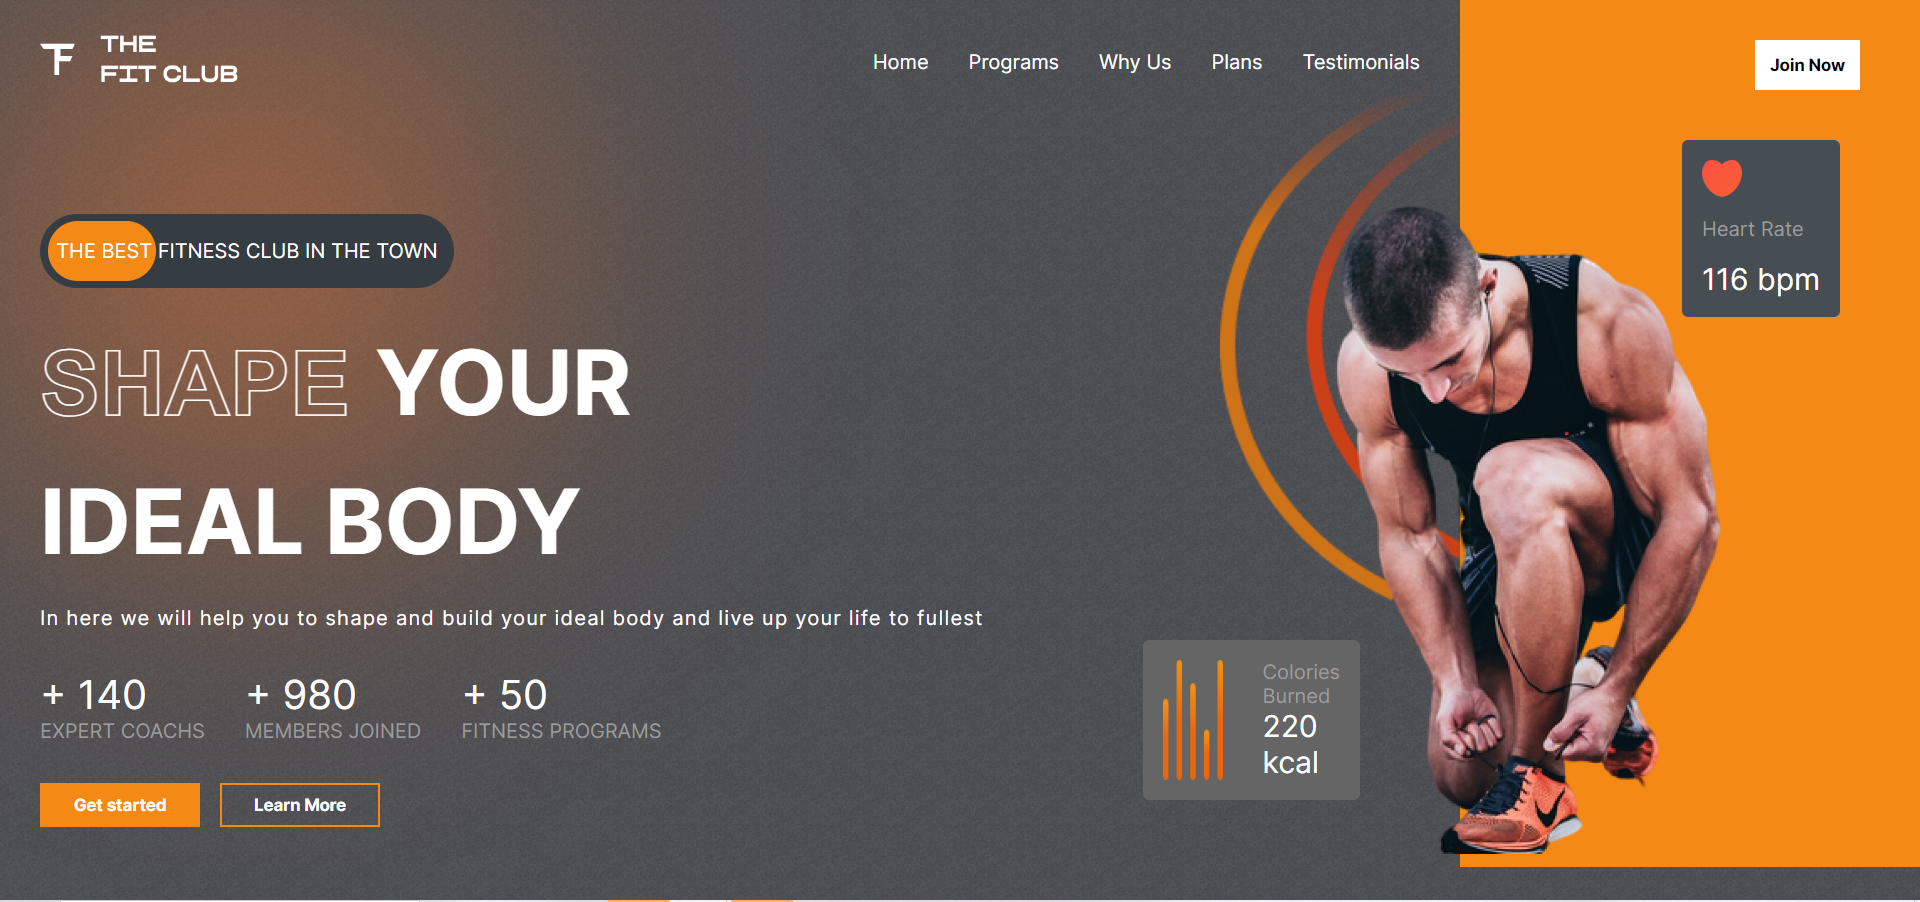 THE
FIT CLUB
Home Programs Why Us Plans Testimonials
Join Now
Heart Rate
116 bpm
THE BEST FITNESS CLUB IN THE TOWN
SHAPE YOUR
IDEAL BODY
In here we will help you to shape and build your ideal body and live up your life to fullest
+ 140 + 980 + 50
EXPERT COACHS MEMBERS JOINED FITNESS PROGRAMS
Get started Learn More
Colories
Burned
220
kcal